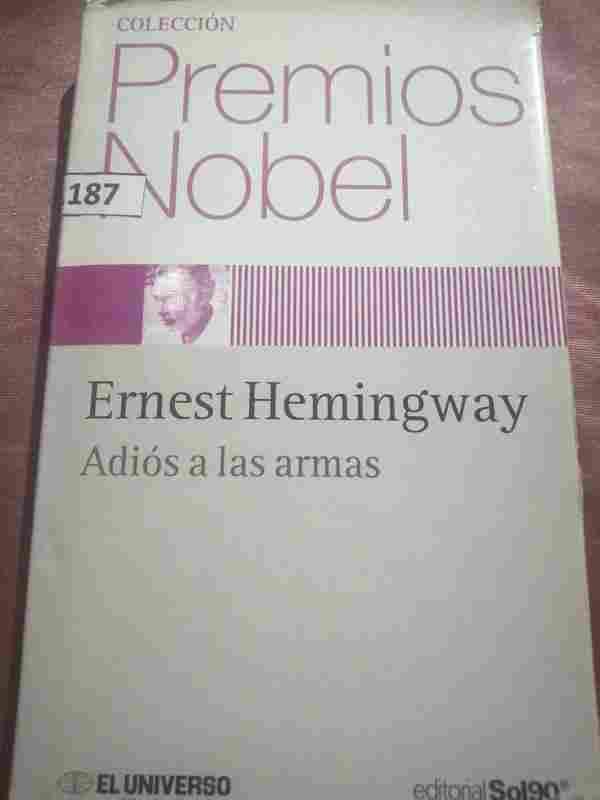 COLECCIÓN
Premios
Nobel
187
Ernest Hemingway
Adiós a las armas
EL UNIVERSO
editorial Sol90®